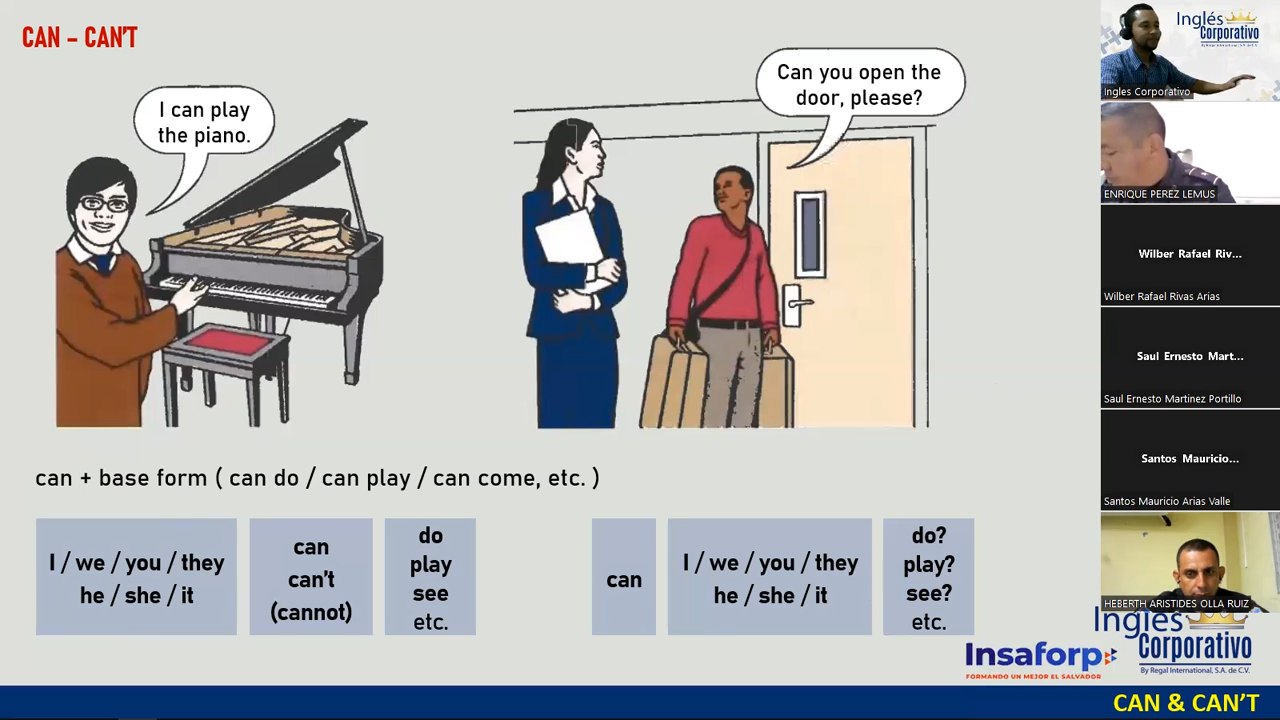 CAN – CAN'T
I can play
the piano.
Can you open the
door, please?
can + base form ( can do / can play / can come, etc. )
I / we / you / they
he / she / it
can
can't
(cannot)
do
play
see
etc.
can
I / we / you / they
he / she / it
do?
play?
see?
etc.
Insaforp
FORMANDO UN MEJOR EL SALVADOR
Inglés
Corporativo
By Regal International, S.A. de C.V.
CAN & CAN'T
Inglés
Corporativo
By Regal International, S.A. de C.V.
Ingles Corporativo
ENRIQUE PEREZ LEMUS
Wilber Rafael Riv...
Wilber Rafael Rivas Arias
Saul Ernesto Mart...
Saul Ernesto Martinez Portillo
Santos Mauricio...
Santos Mauricio Arias Valle
HEBERTH ARISTIDES OLLA RUIZ